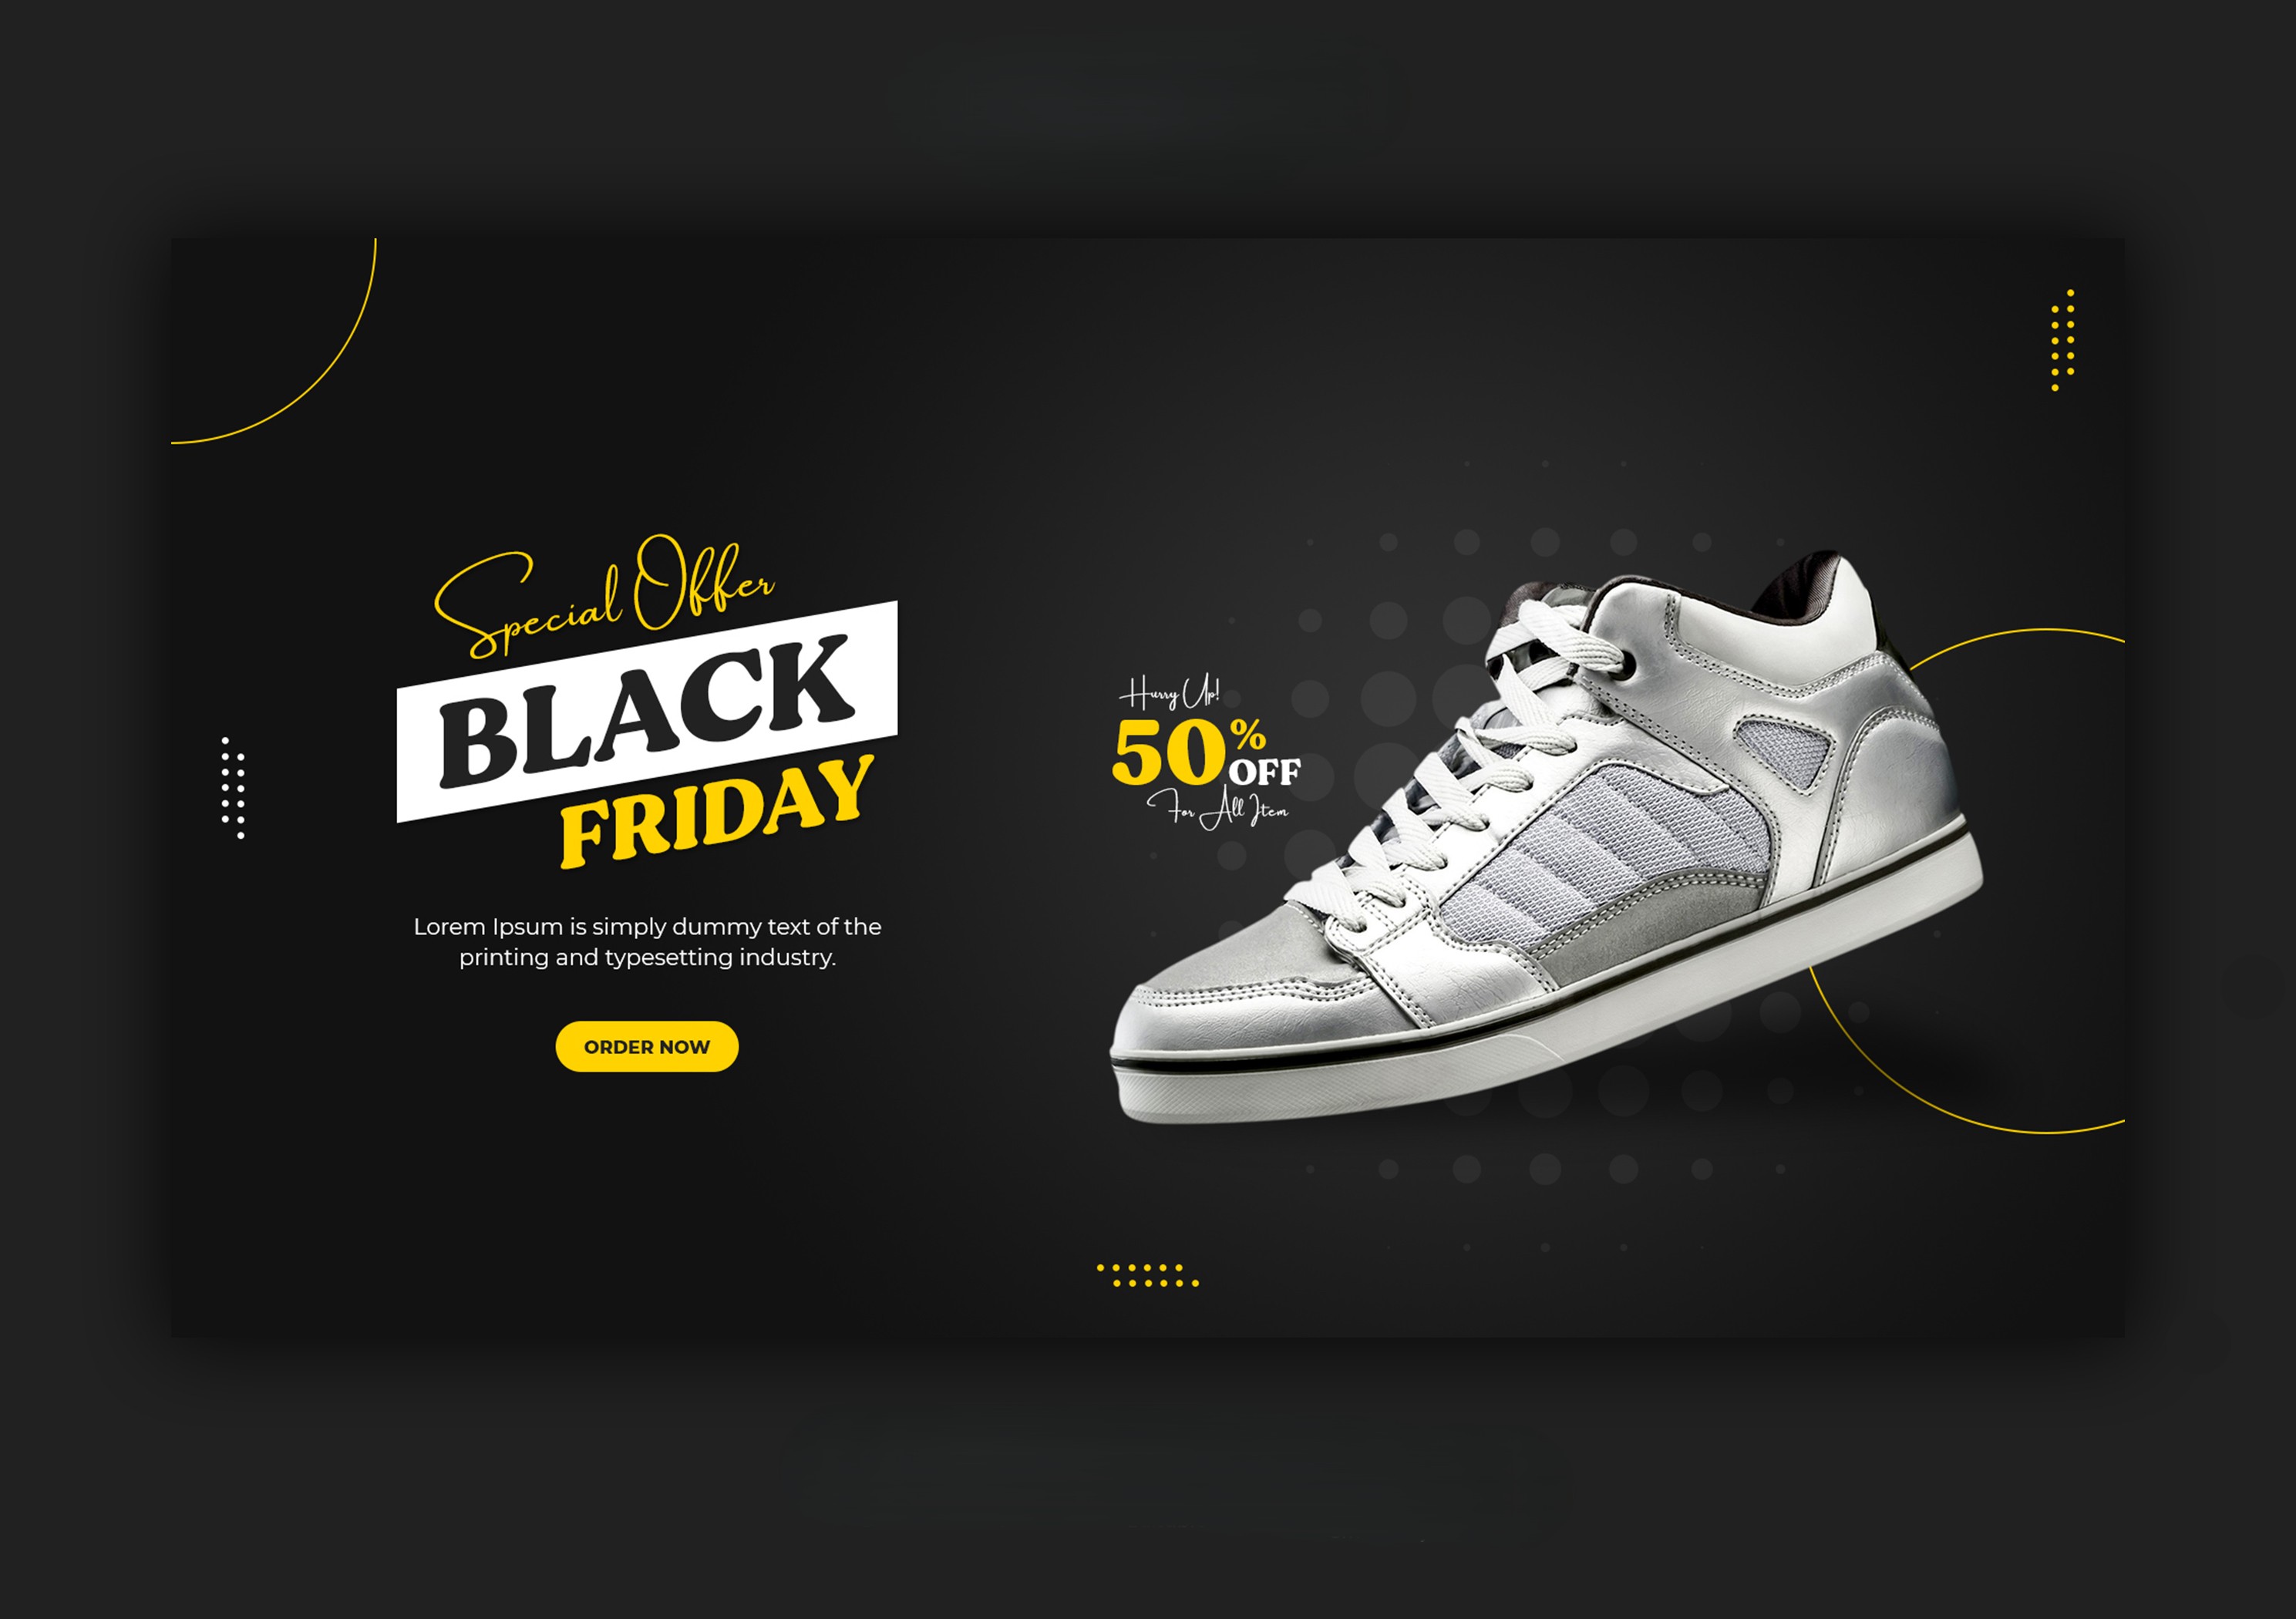 Special Offer
BLACK
FRIDAY
Lorem Ipsum is simply dummy text of the
printing and typesetting industry.
ORDER NOW
Hurry Up!
50%
OFF
For All Item